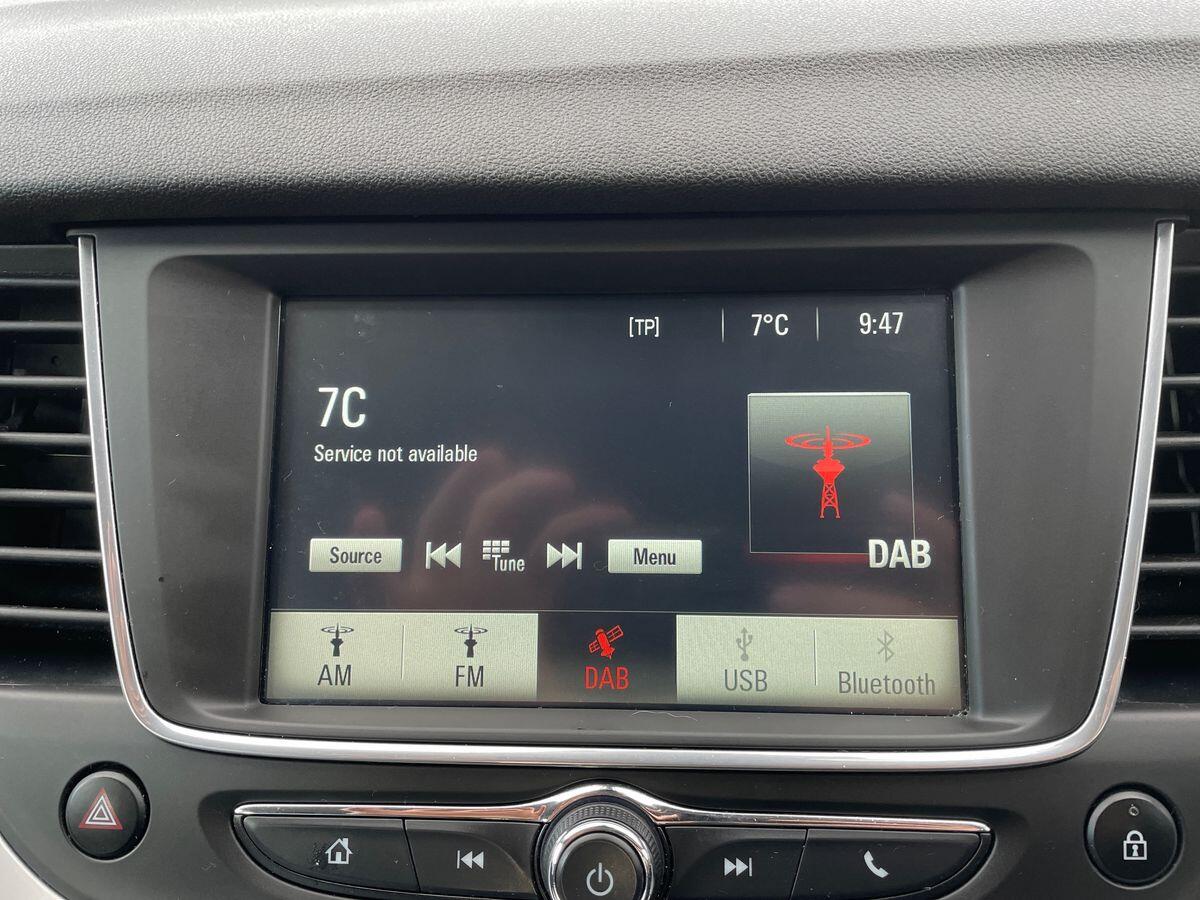 [TP] 7°C 9:47
7C
Service not available
Source Tune Menu
DAB
AM FM DAB USB Bluetooth